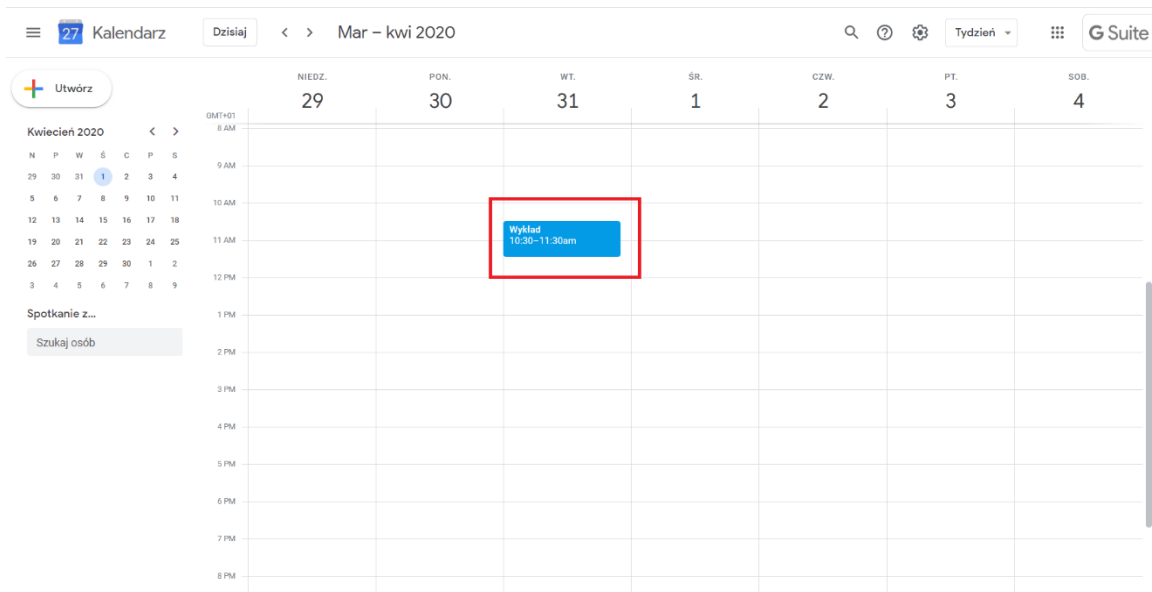 27 Kalendarz Dzisiaj Mar – kwi 2020 Tydzień G Suite
Utwórz
NIEDZ. PON. WT. ŚR. CZW. PT. SOB.
29 30 31 1 2 3 4
GMT+01
Kwiecień 2020
N P W Ś C P S
29 30 31 1 2 3 4
5 6 7 8 9 10 11
12 13 14 15 16 17 18
19 20 21 22 23 24 25
26 27 28 29 30 1 2
3 4 5 6 7 8 9
Spotkanie z...
Szukaj osób
8 AM
9 AM
10 AM
Wykład
10:30–11:30am
11 AM
12 PM
1 PM
2 PM
3 PM
4 PM
5 PM
6 PM
7 PM
8 PM